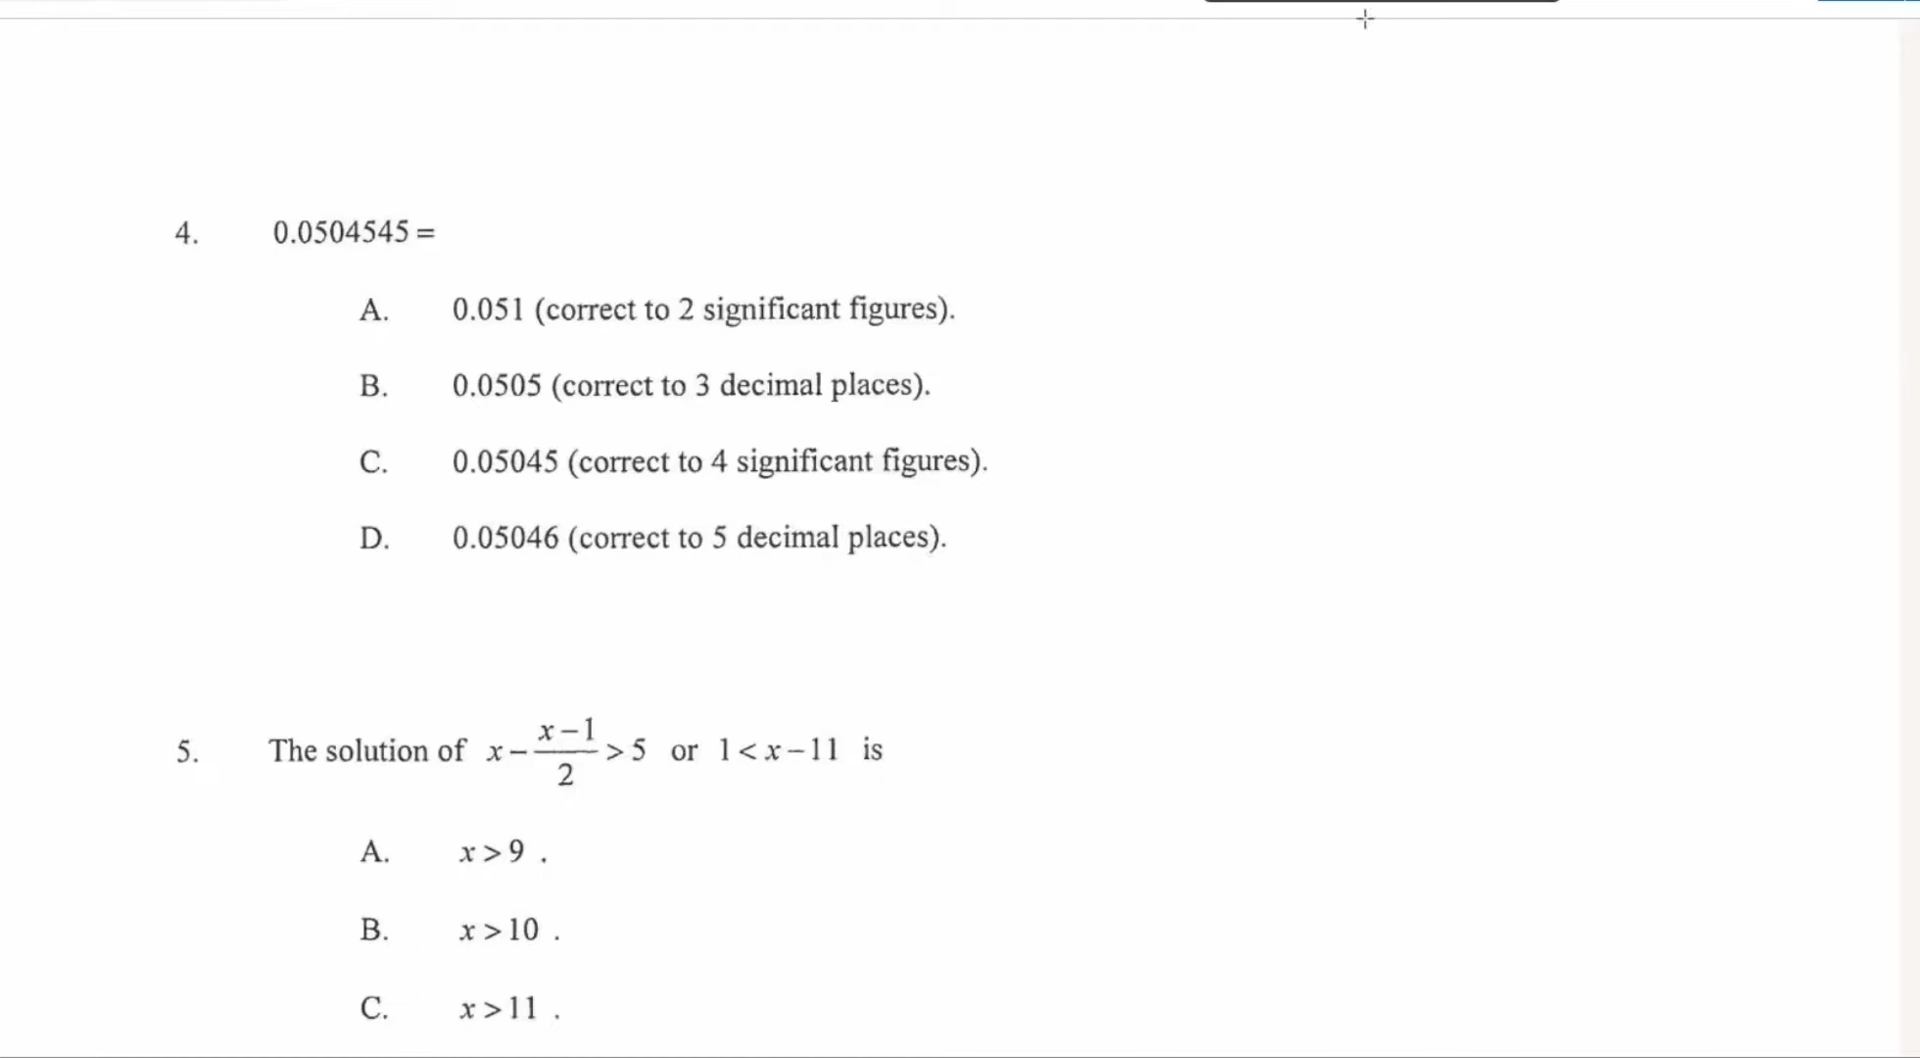 4. 0.0504545 =
A. 0.051 (correct to 2 significant figures).
B. 0.0505 (correct to 3 decimal places).
C. 0.05045 (correct to 4 significant figures).
D. 0.05046 (correct to 5 decimal places).
5. The solution of x − (x−1)/2 > 5 or 1 < x − 11 is
A. x > 9 .
B. x > 10 .
C. x > 11 .